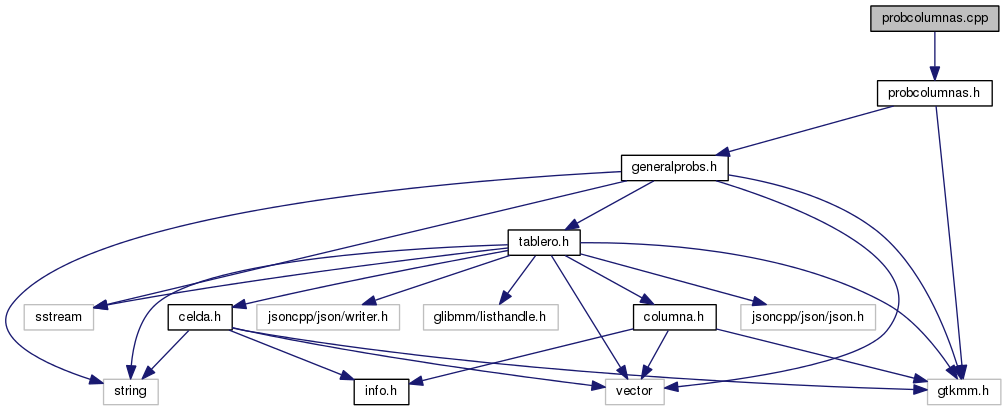 probcolumnas.cpp
probcolumnas.h
generalprobs.h
tablero.h
sstream
celda.h
jsoncpp/json/writer.h
glibmm/listhandle.h
columna.h
jsoncpp/json/json.h
string
info.h
vector
gtkmm.h